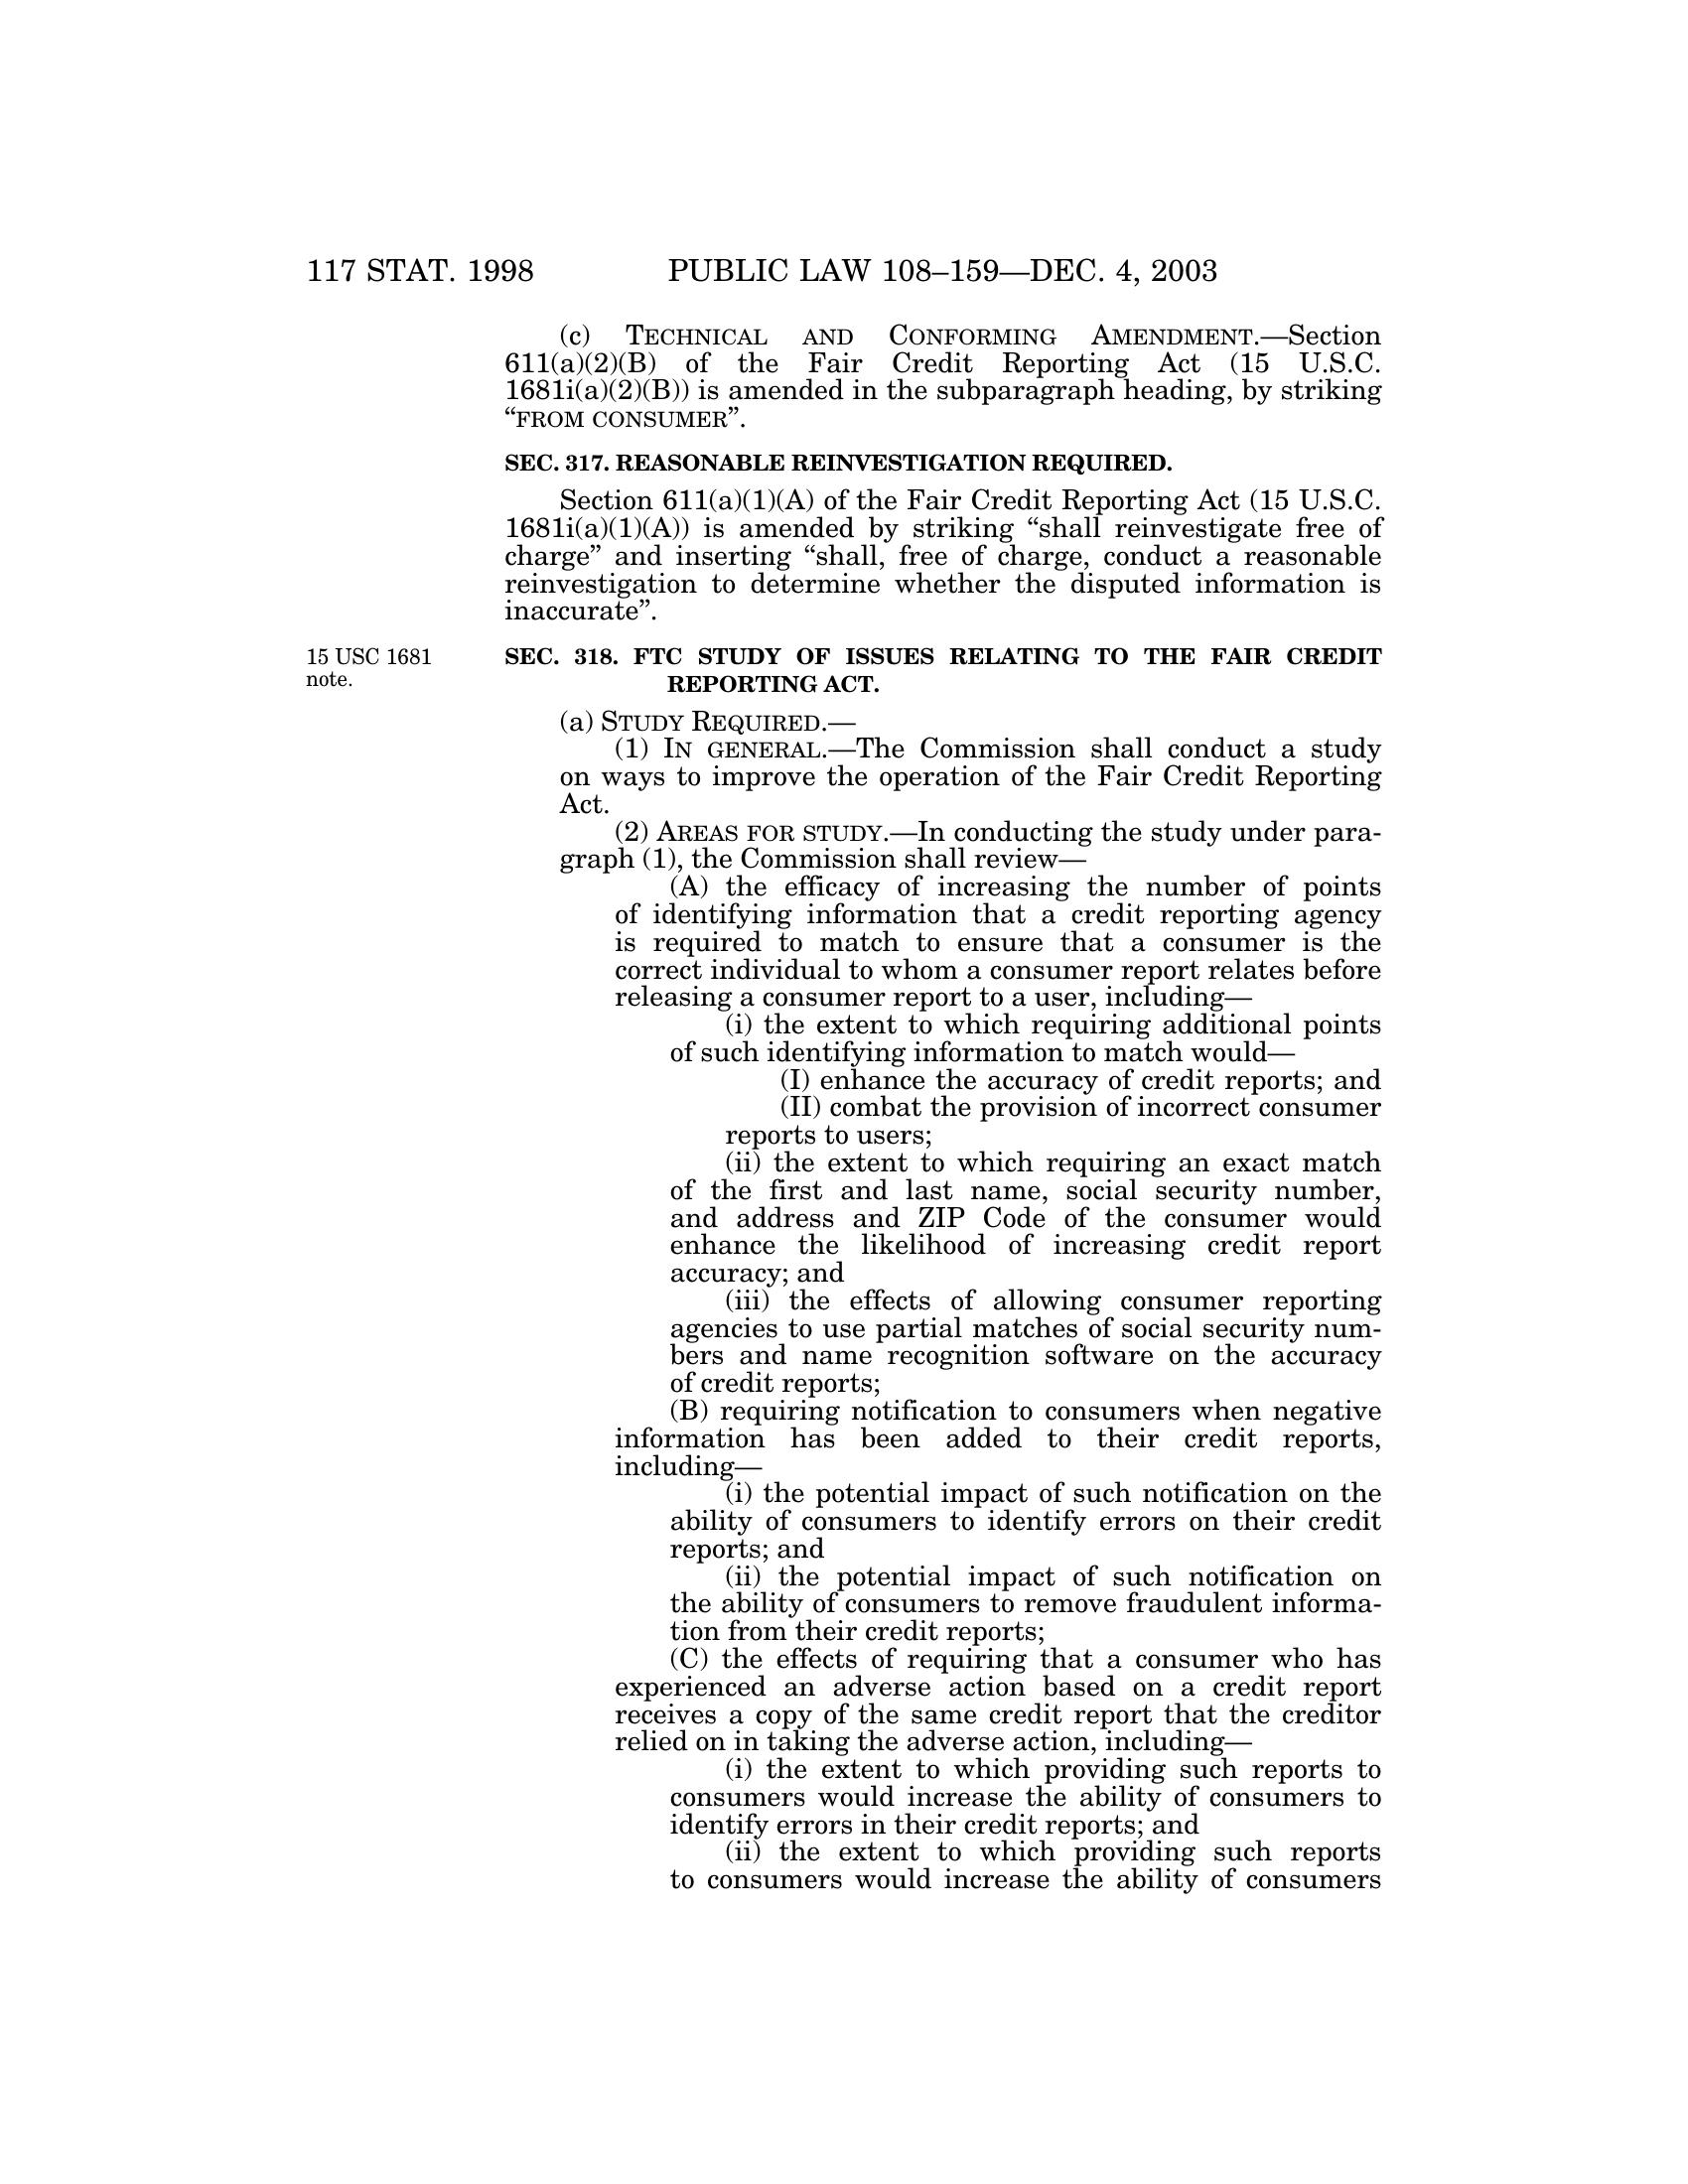 117 STAT. 1998 PUBLIC LAW 108–159—DEC. 4, 2003
(c) TECHNICAL AND CONFORMING AMENDMENT.—Section
611(a)(2)(B) of the Fair Credit Reporting Act (15 U.S.C.
1681i(a)(2)(B)) is amended in the subparagraph heading, by striking
“FROM CONSUMER”.
SEC. 317. REASONABLE REINVESTIGATION REQUIRED.
Section 611(a)(1)(A) of the Fair Credit Reporting Act (15 U.S.C.
1681i(a)(1)(A)) is amended by striking “shall reinvestigate free of
charge” and inserting “shall, free of charge, conduct a reasonable
reinvestigation to determine whether the disputed information is
inaccurate”.
15 USC 1681
note.
SEC. 318. FTC STUDY OF ISSUES RELATING TO THE FAIR CREDIT
REPORTING ACT.
(a) STUDY REQUIRED.—
(1) IN GENERAL.—The Commission shall conduct a study
on ways to improve the operation of the Fair Credit Reporting
Act.
(2) AREAS FOR STUDY.—In conducting the study under para-
graph (1), the Commission shall review—
(A) the efficacy of increasing the number of points
of identifying information that a credit reporting agency
is required to match to ensure that a consumer is the
correct individual to whom a consumer report relates before
releasing a consumer report to a user, including—
(i) the extent to which requiring additional points
of such identifying information to match would—
(I) enhance the accuracy of credit reports; and
(II) combat the provision of incorrect consumer
reports to users;
(ii) the extent to which requiring an exact match
of the first and last name, social security number,
and address and ZIP Code of the consumer would
enhance the likelihood of increasing credit report
accuracy; and
(iii) the effects of allowing consumer reporting
agencies to use partial matches of social security num-
bers and name recognition software on the accuracy
of credit reports;
(B) requiring notification to consumers when negative
information has been added to their credit reports,
including—
(i) the potential impact of such notification on the
ability of consumers to identify errors on their credit
reports; and
(ii) the potential impact of such notification on
the ability of consumers to remove fraudulent informa-
tion from their credit reports;
(C) the effects of requiring that a consumer who has
experienced an adverse action based on a credit report
receives a copy of the same credit report that the creditor
relied on in taking the adverse action, including—
(i) the extent to which providing such reports to
consumers would increase the ability of consumers to
identify errors in their credit reports; and
(ii) the extent to which providing such reports
to consumers would increase the ability of consumers